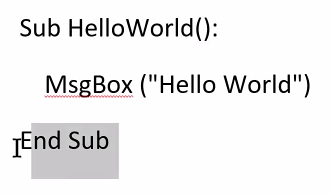 Sub HelloWorld():
MsgBox ("Hello World")
End Sub